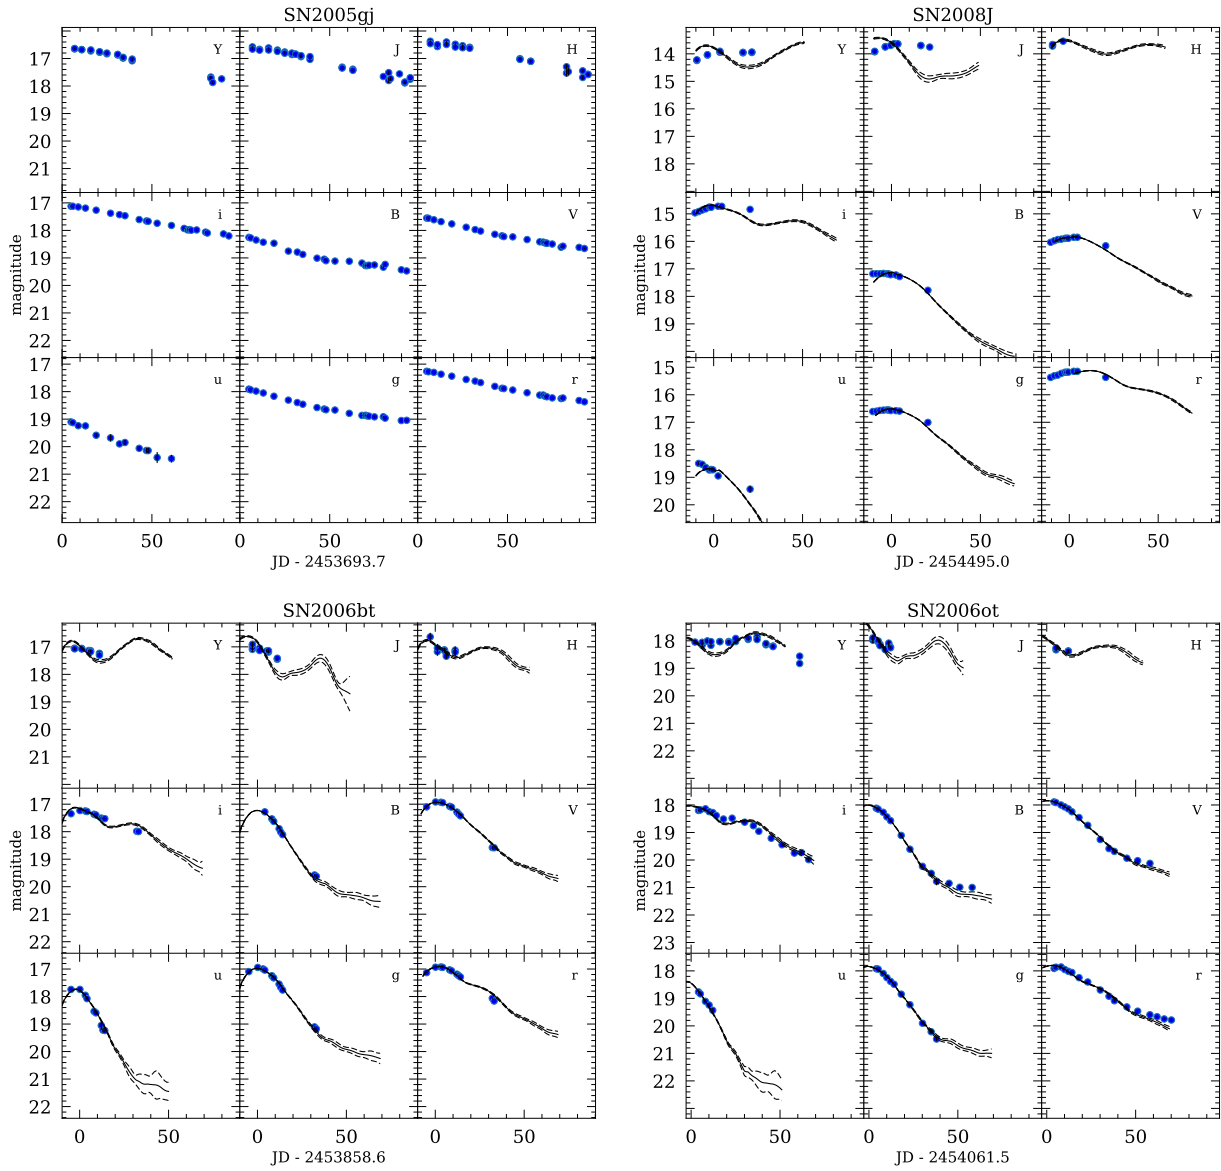 SN2005gj
SN2008J
Y
J
H
Y
J
H
17
18
19
20
21
14
15
16
17
18
i
B
V
i
B
V
17
18
19
20
21
22
15
16
17
18
19
magnitude
magnitude
u
g
r
u
g
r
17
18
19
20
21
22
15
16
17
18
19
20
0
50
0
50
0
50
0
50
0
50
0
50
JD - 2453693.7
JD - 2454495.0
SN2006bt
SN2006ot
Y
J
H
Y
J
H
17
18
19
20
21
18
19
20
21
22
23
i
B
V
i
B
V
17
18
19
20
21
22
18
19
20
21
22
23
magnitude
magnitude
u
g
r
u
g
r
17
18
19
20
21
22
18
19
20
21
22
0
50
0
50
0
50
0
50
0
50
0
50
JD - 2453858.6
JD - 2454061.5